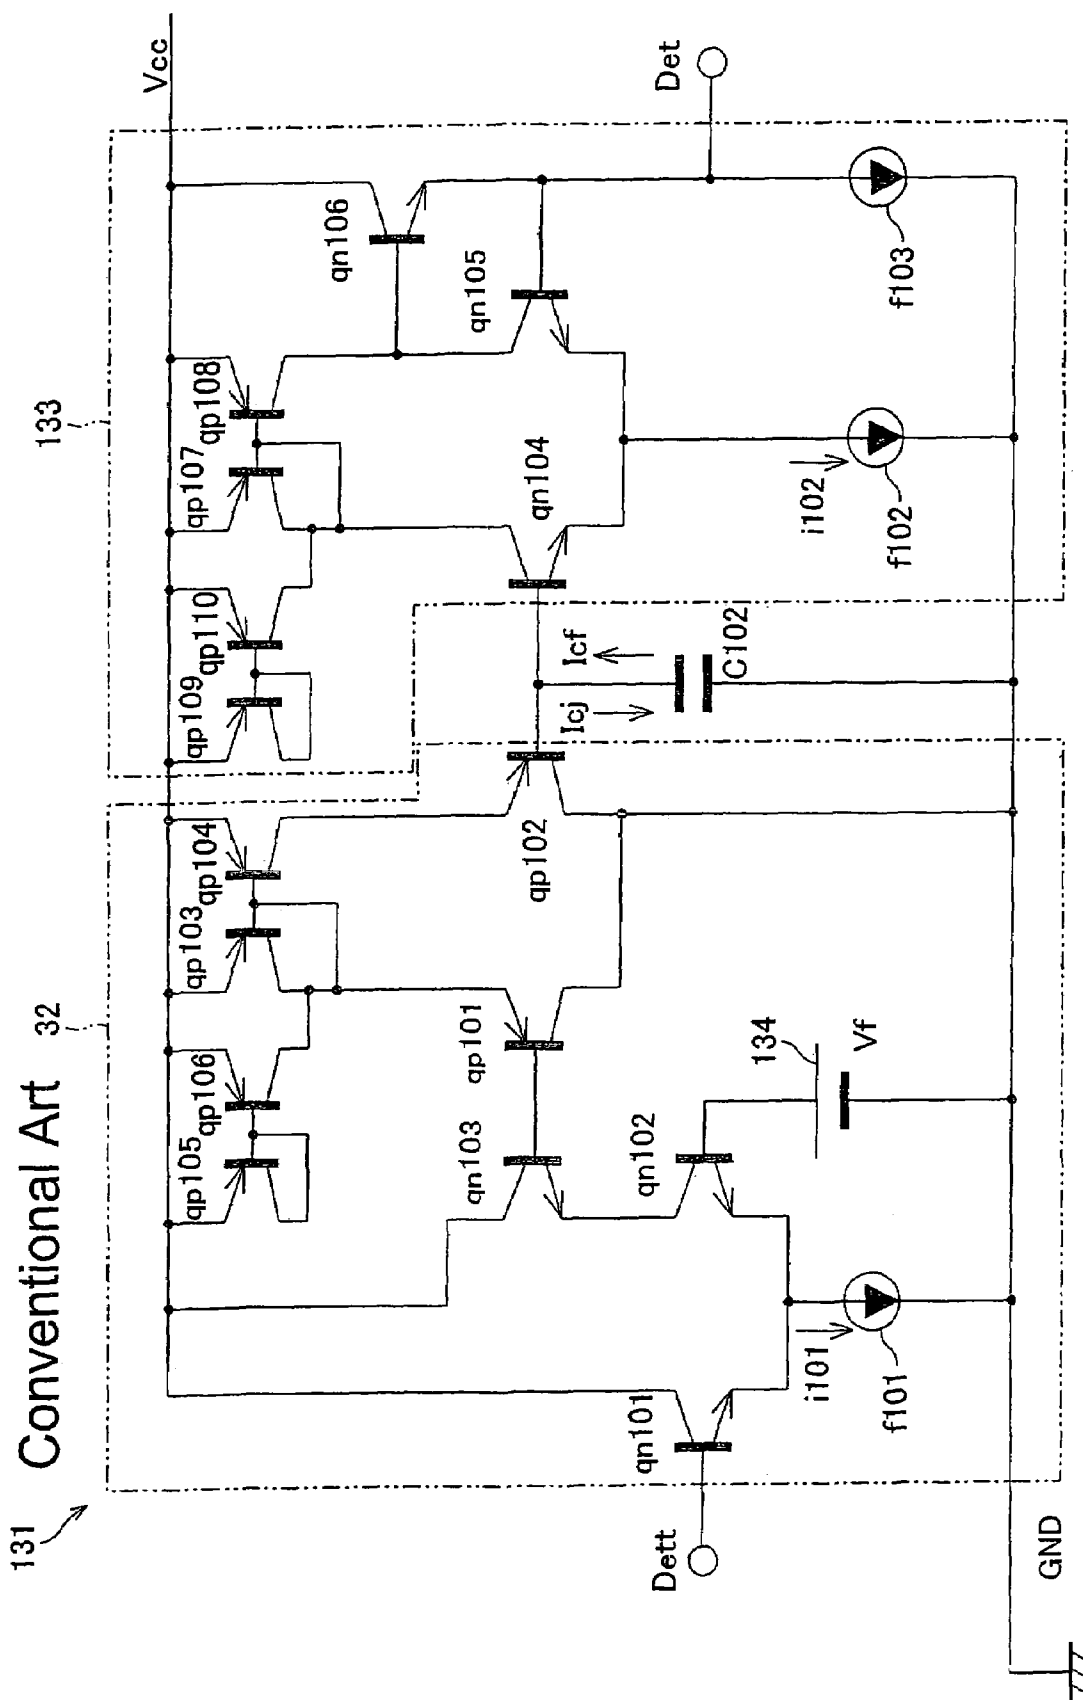 Conventional Art
131
32
133
Vcc
qp105
qp106
qp103
qp104
qp109
qp110
qp107
qp108
qn106
qn103
qp101
qp102
qn104
qn105
Icj
Icf
C102
Det
Dett
qn101
qn102
134
Vf
i101
f101
i102
f102
f103
GND